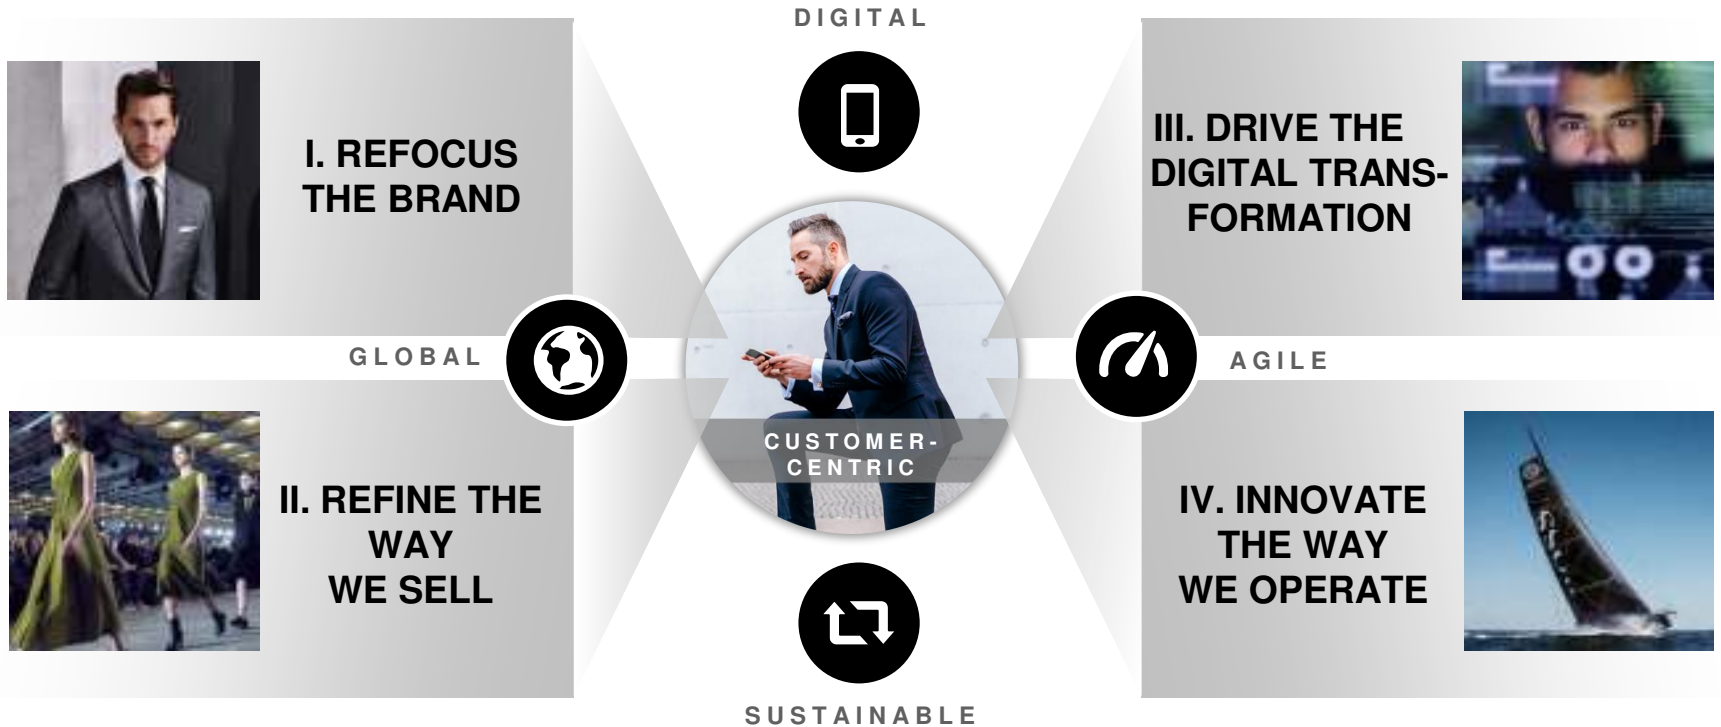 DIGITAL
I. REFOCUS
THE BRAND
III. DRIVE THE
DIGITAL TRANS-
FORMATION
GLOBAL
AGILE
CUSTOMER-
CENTRIC
II. REFINE THE
WAY
WE SELL
IV. INNOVATE
THE WAY
WE OPERATE
SUSTAINABLE